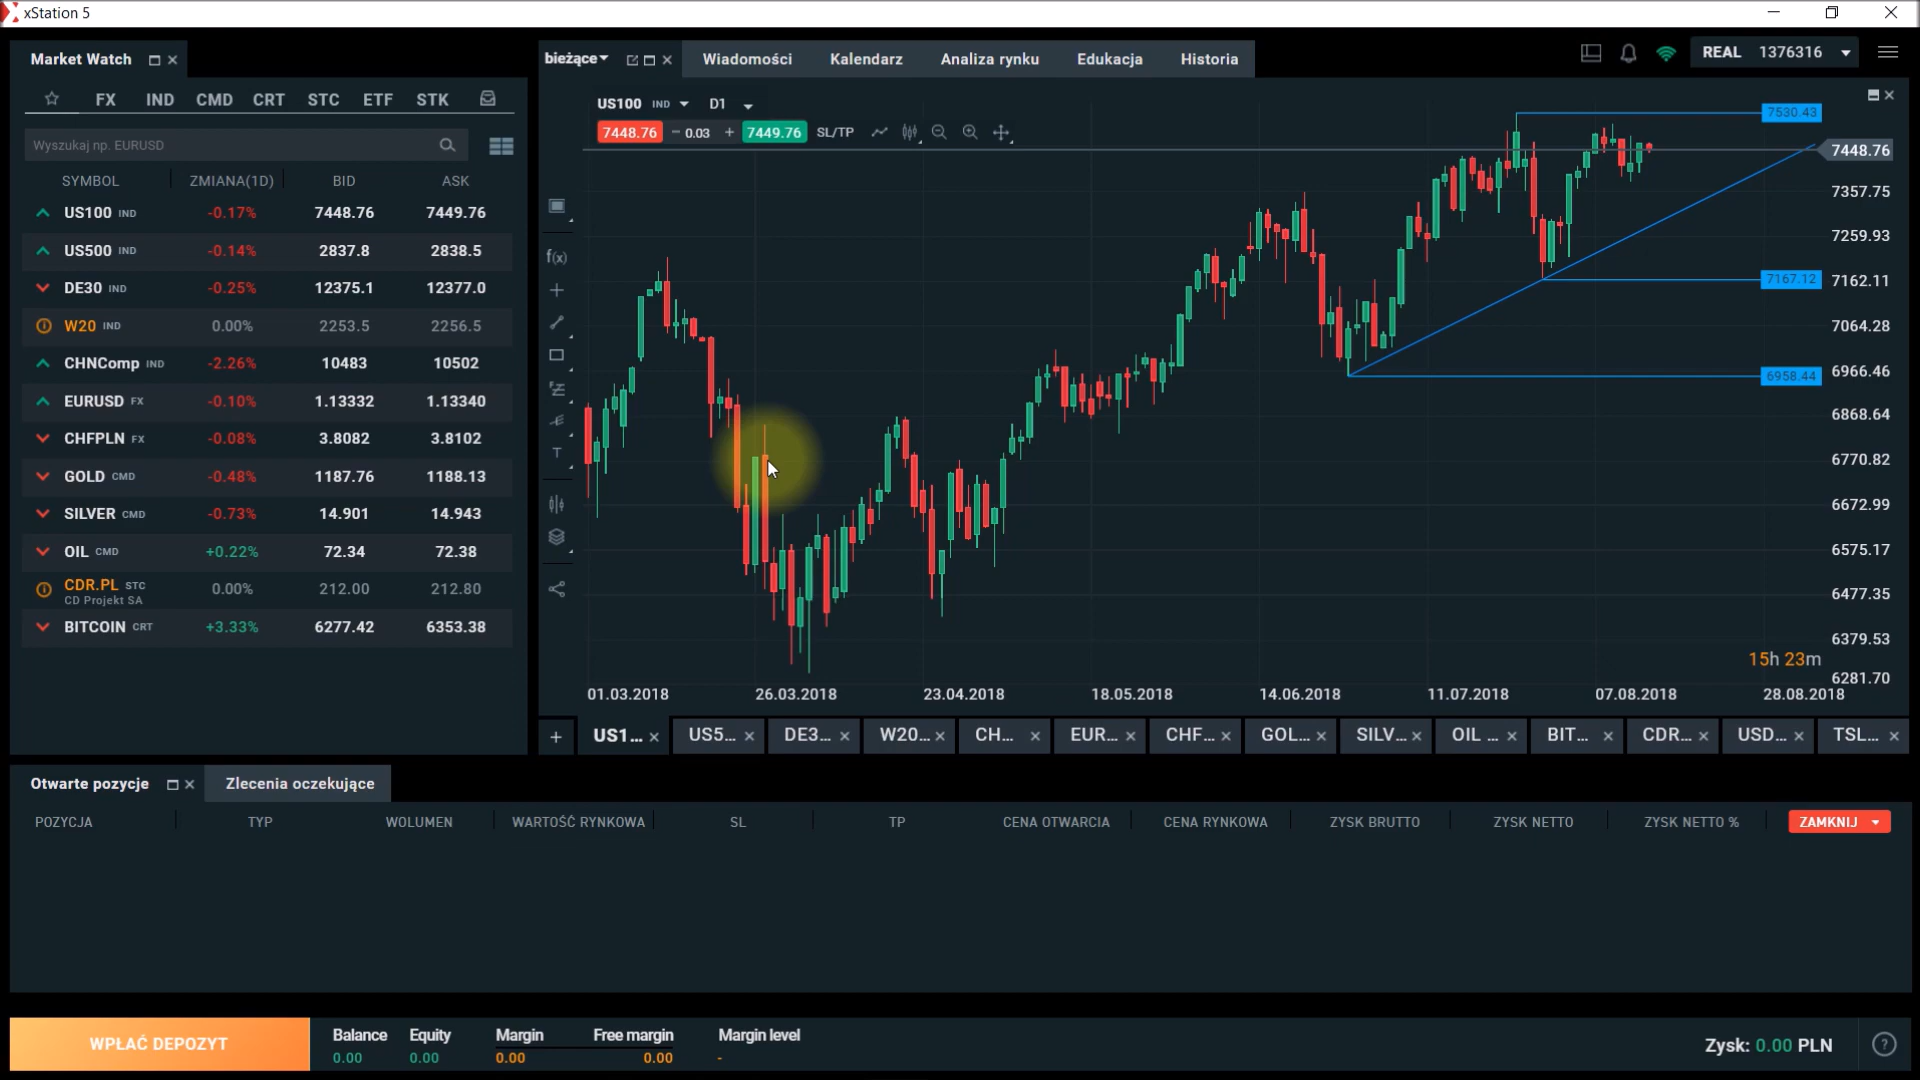 xStation 5
Market Watch
bieżące
Wiadomości
Kalendarz
Analiza rynku
Edukacja
Historia
REAL 1376316
FX IND CMD CRT STC ETF STK
Wyszukaj np. EURUSD
SYMBOL ZMIANA(1D) BID ASK
US100 IND -0.17% 7448.76 7449.76
US500 IND -0.14% 2837.8 2838.5
DE30 IND -0.25% 12375.1 12377.0
W20 IND 0.00% 2253.5 2256.5
CHNComp IND -2.26% 10483 10502
EURUSD FX -0.10% 1.13332 1.13340
CHFPLN FX -0.08% 3.8082 3.8102
GOLD CMD -0.48% 1187.76 1188.13
SILVER CMD -0.73% 14.901 14.943
OIL CMD +0.22% 72.34 72.38
CDR.PL STC 0.00% 212.00 212.80
CD Projekt SA
BITCOIN CRT +3.33% 6277.42 6353.38
US100 IND D1
7448.76 − 0.03 + 7449.76 SL/TP
f(x)
T
7530.43
7448.76
7357.75
7259.93
7167.12
7162.11
7064.28
6958.44
6966.46
6868.64
6770.82
6672.99
6575.17
6477.35
6379.53
15h 23m
6281.70
01.03.2018 26.03.2018 23.04.2018 18.05.2018 14.06.2018 11.07.2018 07.08.2018 28.08.2018
+ US1... × US5... × DE3... × W20... × CH... × EUR... × CHF... × GOL... × SILV... × OIL ... × BIT... × CDR... × USD... × TSL... ×
Otwarte pozycje
Zlecenia oczekujące
POZYCJA TYP WOLUMEN WARTOŚĆ RYNKOWA SL TP CENA OTWARCIA CENA RYNKOWA ZYSK BRUTTO ZYSK NETTO ZYSK NETTO % ZAMKNIJ
WPŁAĆ DEPOZYT
Balance Equity Margin Free margin Margin level
0.00 0.00 0.00 0.00 -
Zysk: 0.00 PLN
?